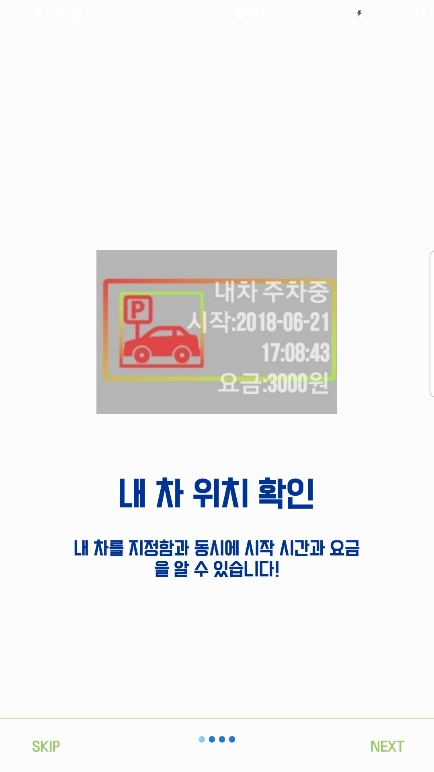 P
내차 주차중
시작:2018-06-21
17:08:43
요금:3000원
내 차 위치 확인
내 차를 지정함과 동시에 시작 시간과 요금
을 알 수 있습니다!
SKIP
NEXT